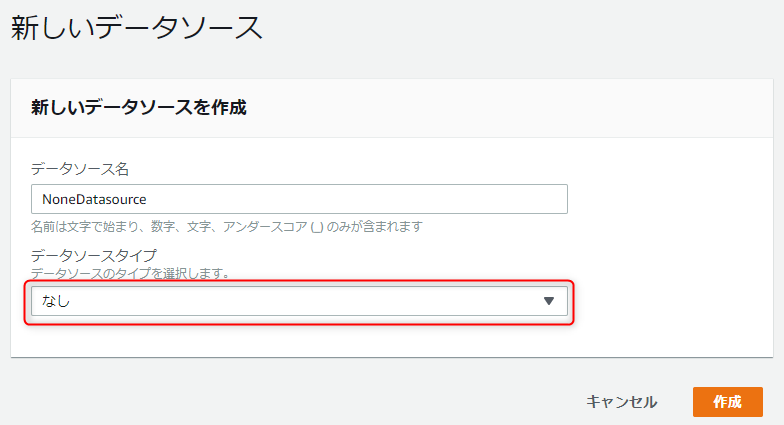 新しいデータソース
新しいデータソースを作成
データソース名
NoneDatasource
名前は文字で始まり、数字、文字、アンダースコア (_) のみが含まれます
データソースタイプ
データソースのタイプを選択します。
なし
キャンセル
作成